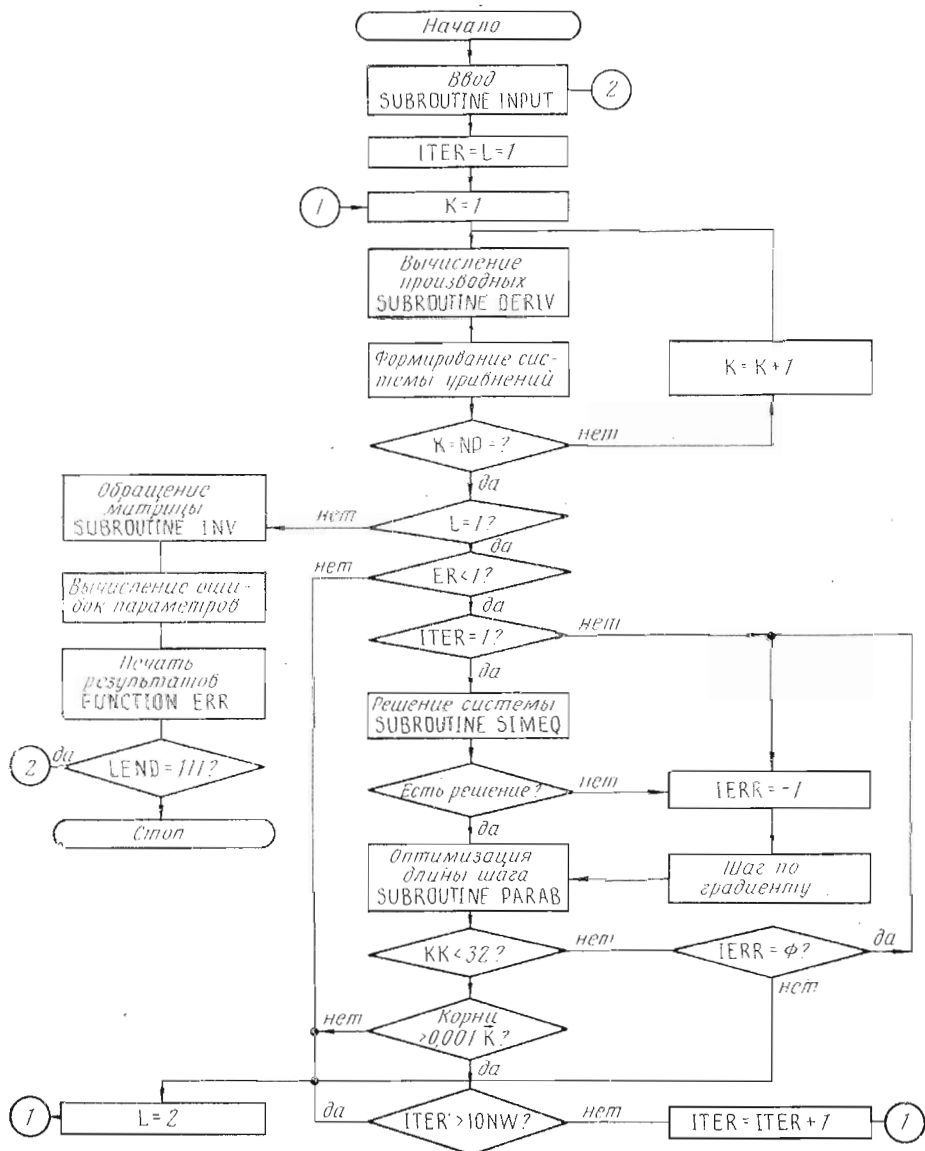 Начало
Ввод
SUBROUTINE INPUT
2
ITER = L = 1
1
K = 1
Вычисление
производных
SUBROUTINE DERIV
Формирование сис-
темы уравнений
K = K + 1
K = NP = ?
нет
да
Обращение
матрицы
SUBROUTINE INV
нет
L = 1?
да
нет
ER < 1?
да
Вычисление оши-
бок параметров
ITER = 1?
нет
да
Печать
результатов
FUNCTION ERR
Решение системы
SUBROUTINE SIMEQ
2
да
LEND = 111?
Есть решение?
нет
IERR = -1
да
Стоп
Оптимизация
длины шага
SUBROUTINE PARAB
Шаг по
градиенту
KK < 32?
нет
IERR = Ф?
да
нет
нет
Корни
>0,001 K⃗?
да
1
L = 2
да
ITER > 10NW?
нет
ITER = ITER + 1
1